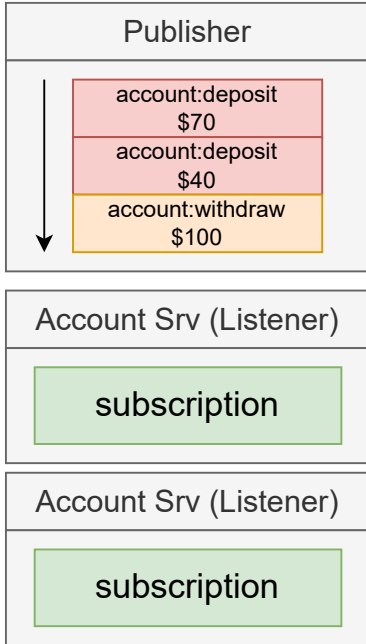 Publisher
account:deposit
$70
account:deposit
$40
account:withdraw
$100
Account Srv (Listener)
subscription
Account Srv (Listener)
subscription